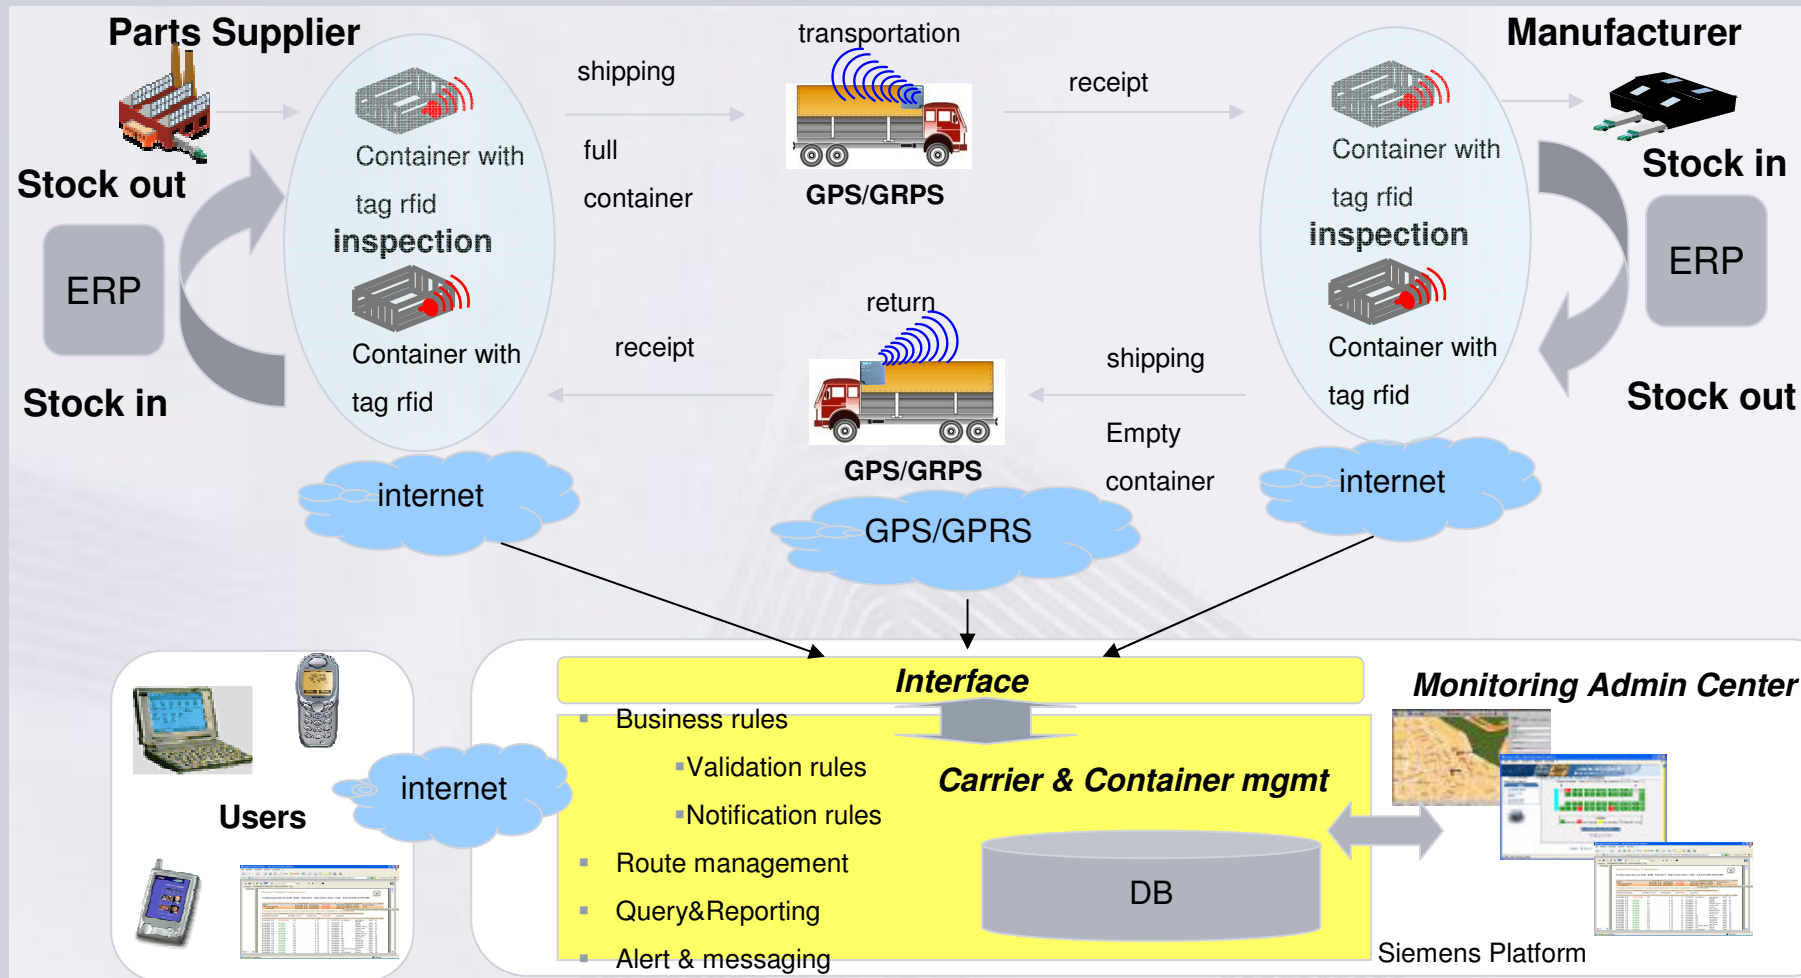 Parts Supplier
transportation
Manufacturer
shipping
receipt
Container with
tag rfid
inspection
full
container
GPS/GRPS
Container with
tag rfid
inspection
Stock out
Stock in
ERP
ERP
return
Container with
tag rfid
receipt
shipping
Container with
tag rfid
Stock in
Stock out
Empty
container
GPS/GRPS
internet
GPS/GPRS
internet
Interface
Monitoring Admin Center
Business rules
Validation rules
Notification rules
Carrier & Container mgmt
internet
Users
Route management
Query&Reporting
Alert & messaging
DB
Siemens Platform